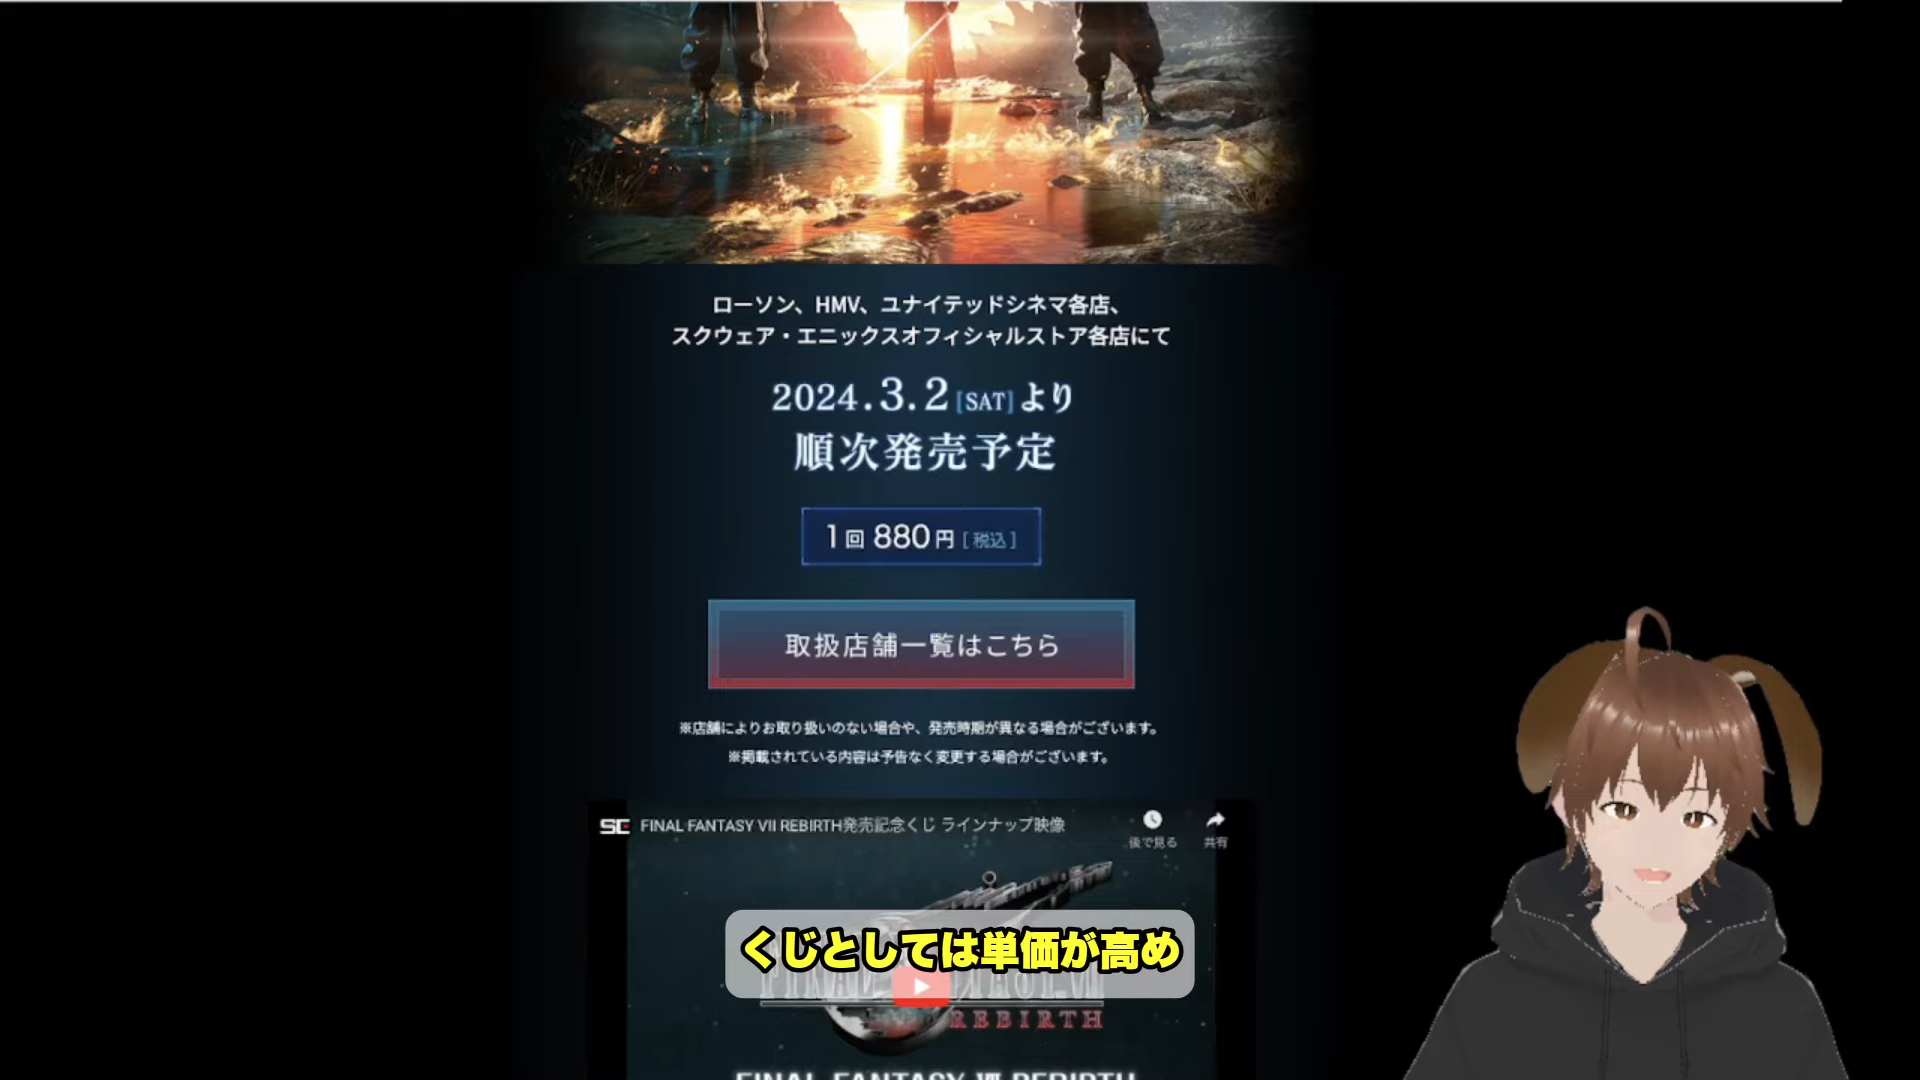 ローソン、HMV、ユナイテッドシネマ各店、
スクウェア・エニックスオフィシャルストア各店にて
2024.3.2[SAT]より
順次発売予定
1回 880円[税込]
取扱店舗一覧はこちら
※店舗によりお取り扱いのない場合や、発売時期が異なる場合がございます。
※掲載されている内容は予告なく変更する場合がございます。
FINAL FANTASY VII REBIRTH発売記念くじ ラインナップ映像
後で見る
共有
くじとしては単価が高め
REBIRTH
FINAL FANTASY VII REBIRTH